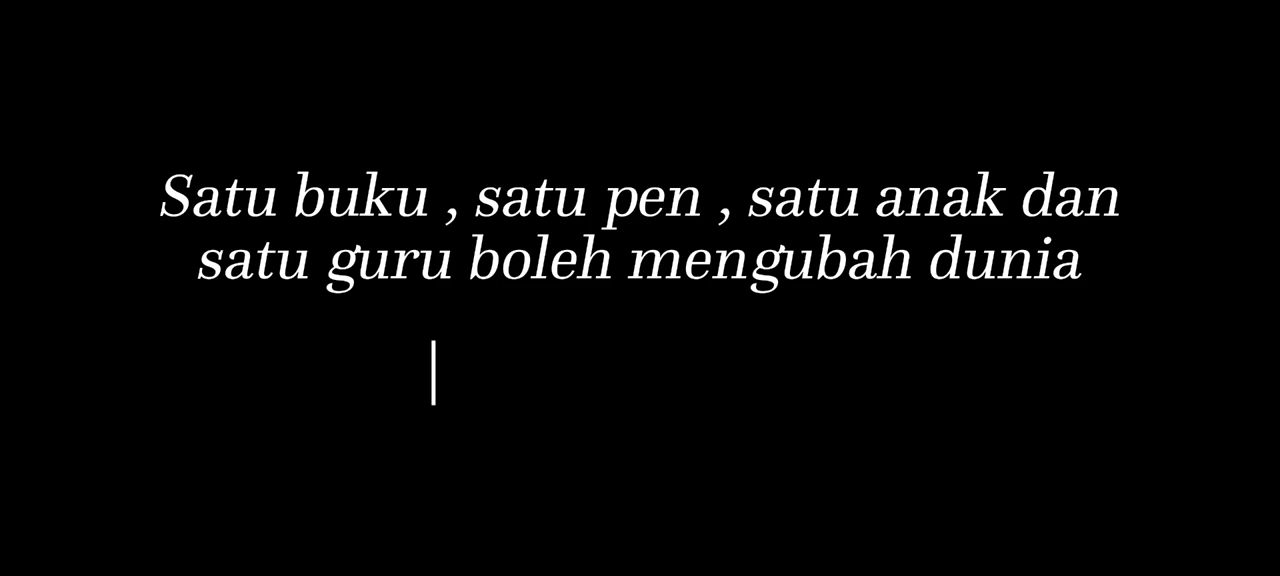 Satu buku , satu pen , satu anak dan
satu guru boleh mengubah dunia